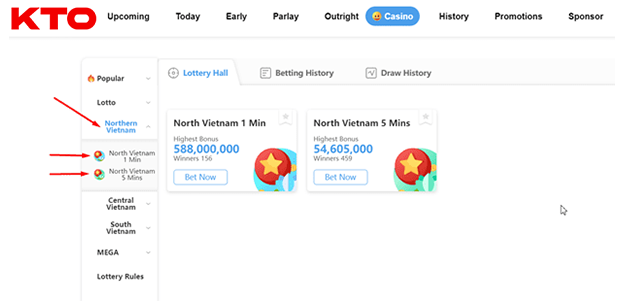 KTO
Upcoming Today Early Parlay Outright Casino History Promotions Sponsor
Popular
Lottery Hall Betting History Draw History
Lotto
Northern
Vietnam
North Vietnam
1 Min
North Vietnam
5 Mins
Central
Vietnam
South
Vietnam
MEGA
Lottery Rules
North Vietnam 1 Min
Highest Bonus
588,000,000
Winners 156
Bet Now
North Vietnam 5 Mins
Highest Bonus
54,605,000
Winners 459
Bet Now